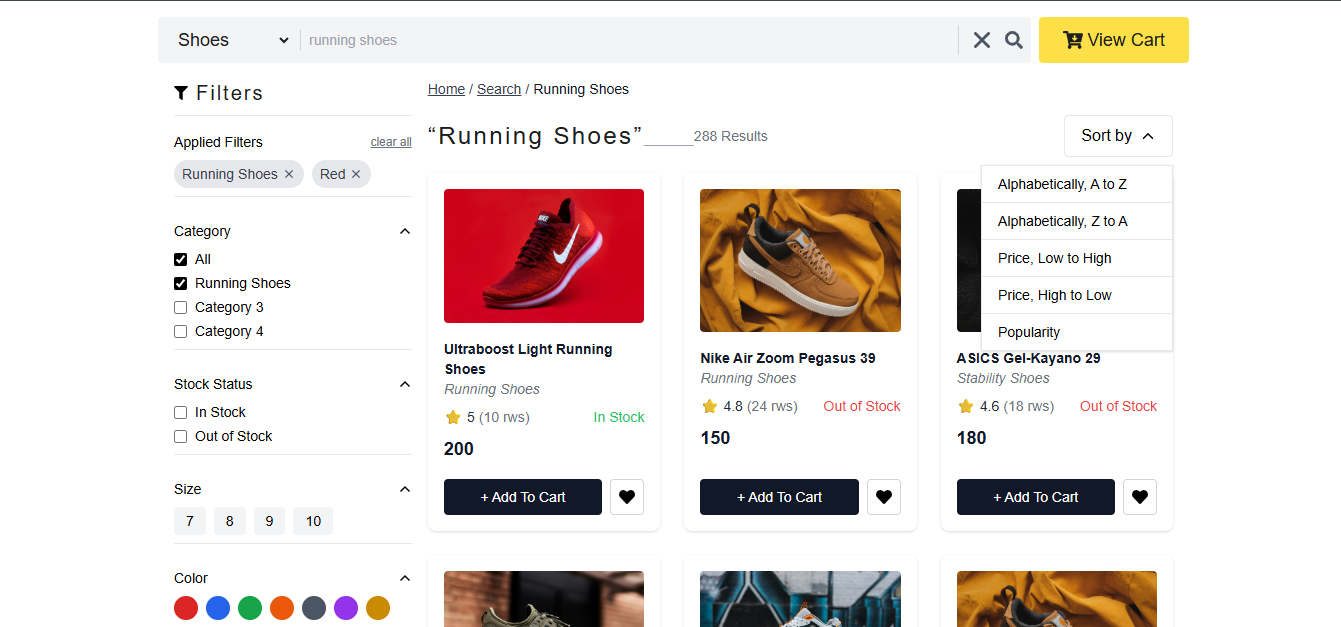 Shoes
running shoes
View Cart
Filters
Home / Search / Running Shoes
Applied Filters
clear all
Running Shoes ✕
Red ✕
Category
All
Running Shoes
Category 3
Category 4
Stock Status
In Stock
Out of Stock
Size
7
8
9
10
Color
“Running Shoes”
288 Results
Sort by
Alphabetically, A to Z
Alphabetically, Z to A
Price, Low to High
Price, High to Low
Popularity
NIKE
Ultraboost Light Running
Shoes
Running Shoes
5 (10 rws)
In Stock
200
+ Add To Cart
Nike Air Zoom Pegasus 39
Running Shoes
4.8 (24 rws)
Out of Stock
150
+ Add To Cart
ASICS Gel-Kayano 29
Stability Shoes
4.6 (18 rws)
Out of Stock
180
+ Add To Cart